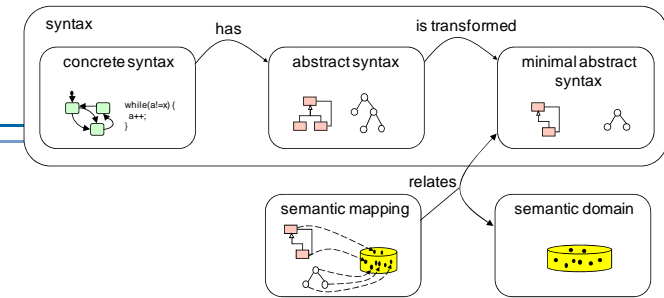 syntax
has
is transformed
concrete syntax
while(a!=x) {
a++;
}
abstract syntax
minimal abstract
syntax
relates
semantic mapping
semantic domain